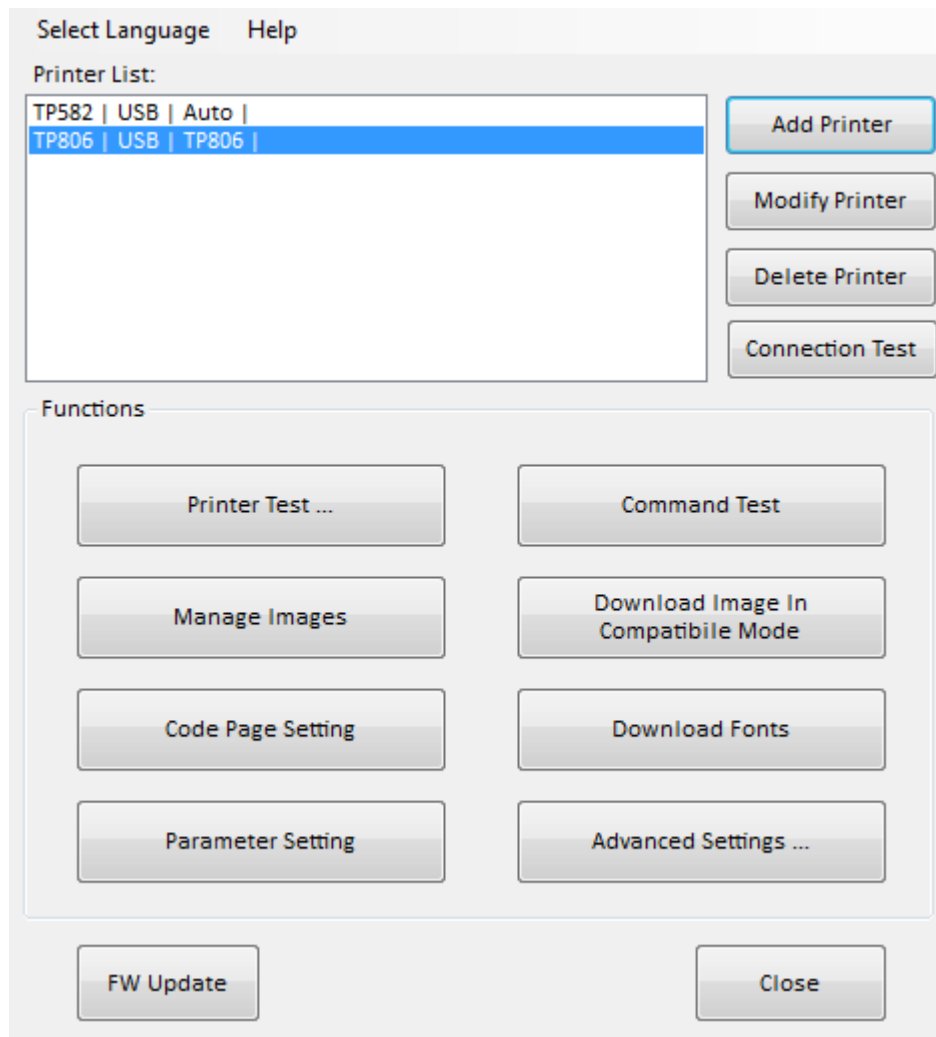 Select Language Help
Printer List:
TP582 | USB | Auto |
TP806 | USB | TP806 |
Add Printer
Modify Printer
Delete Printer
Connection Test
Functions
Printer Test ...
Command Test
Manage Images
Download Image In
Compatibile Mode
Code Page Setting
Download Fonts
Parameter Setting
Advanced Settings ...
FW Update
Close